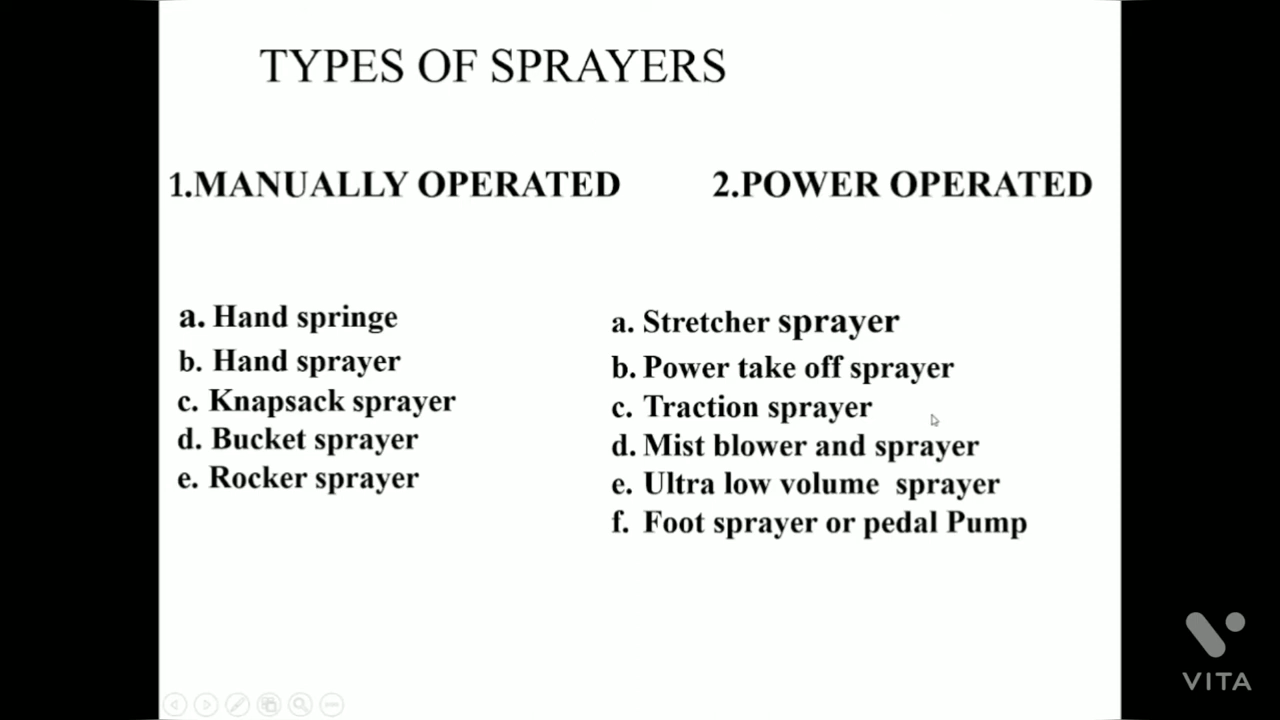 TYPES OF SPRAYERS
1.MANUALLY OPERATED
a. Hand springe
b. Hand sprayer
c. Knapsack sprayer
d. Bucket sprayer
e. Rocker sprayer
2.POWER OPERATED
a. Stretcher sprayer
b. Power take off sprayer
c. Traction sprayer
d. Mist blower and sprayer
e. Ultra low volume sprayer
f. Foot sprayer or pedal Pump
VITA